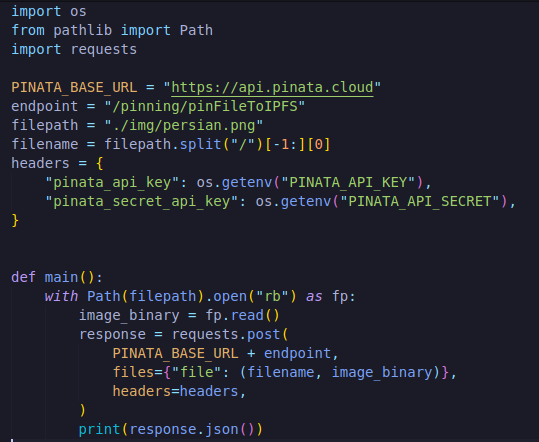 import os
from pathlib import Path
import requests

PINATA_BASE_URL = "https://api.pinata.cloud"
endpoint = "/pinning/pinFileToIPFS"
filepath = "./img/persian.png"
filename = filepath.split("/")[-1:][0]
headers = {
    "pinata_api_key": os.getenv("PINATA_API_KEY"),
    "pinata_secret_api_key": os.getenv("PINATA_API_SECRET"),
}


def main():
    with Path(filepath).open("rb") as fp:
        image_binary = fp.read()
        response = requests.post(
            PINATA_BASE_URL + endpoint,
            files={"file": (filename, image_binary)},
            headers=headers,
        )
        print(response.json())